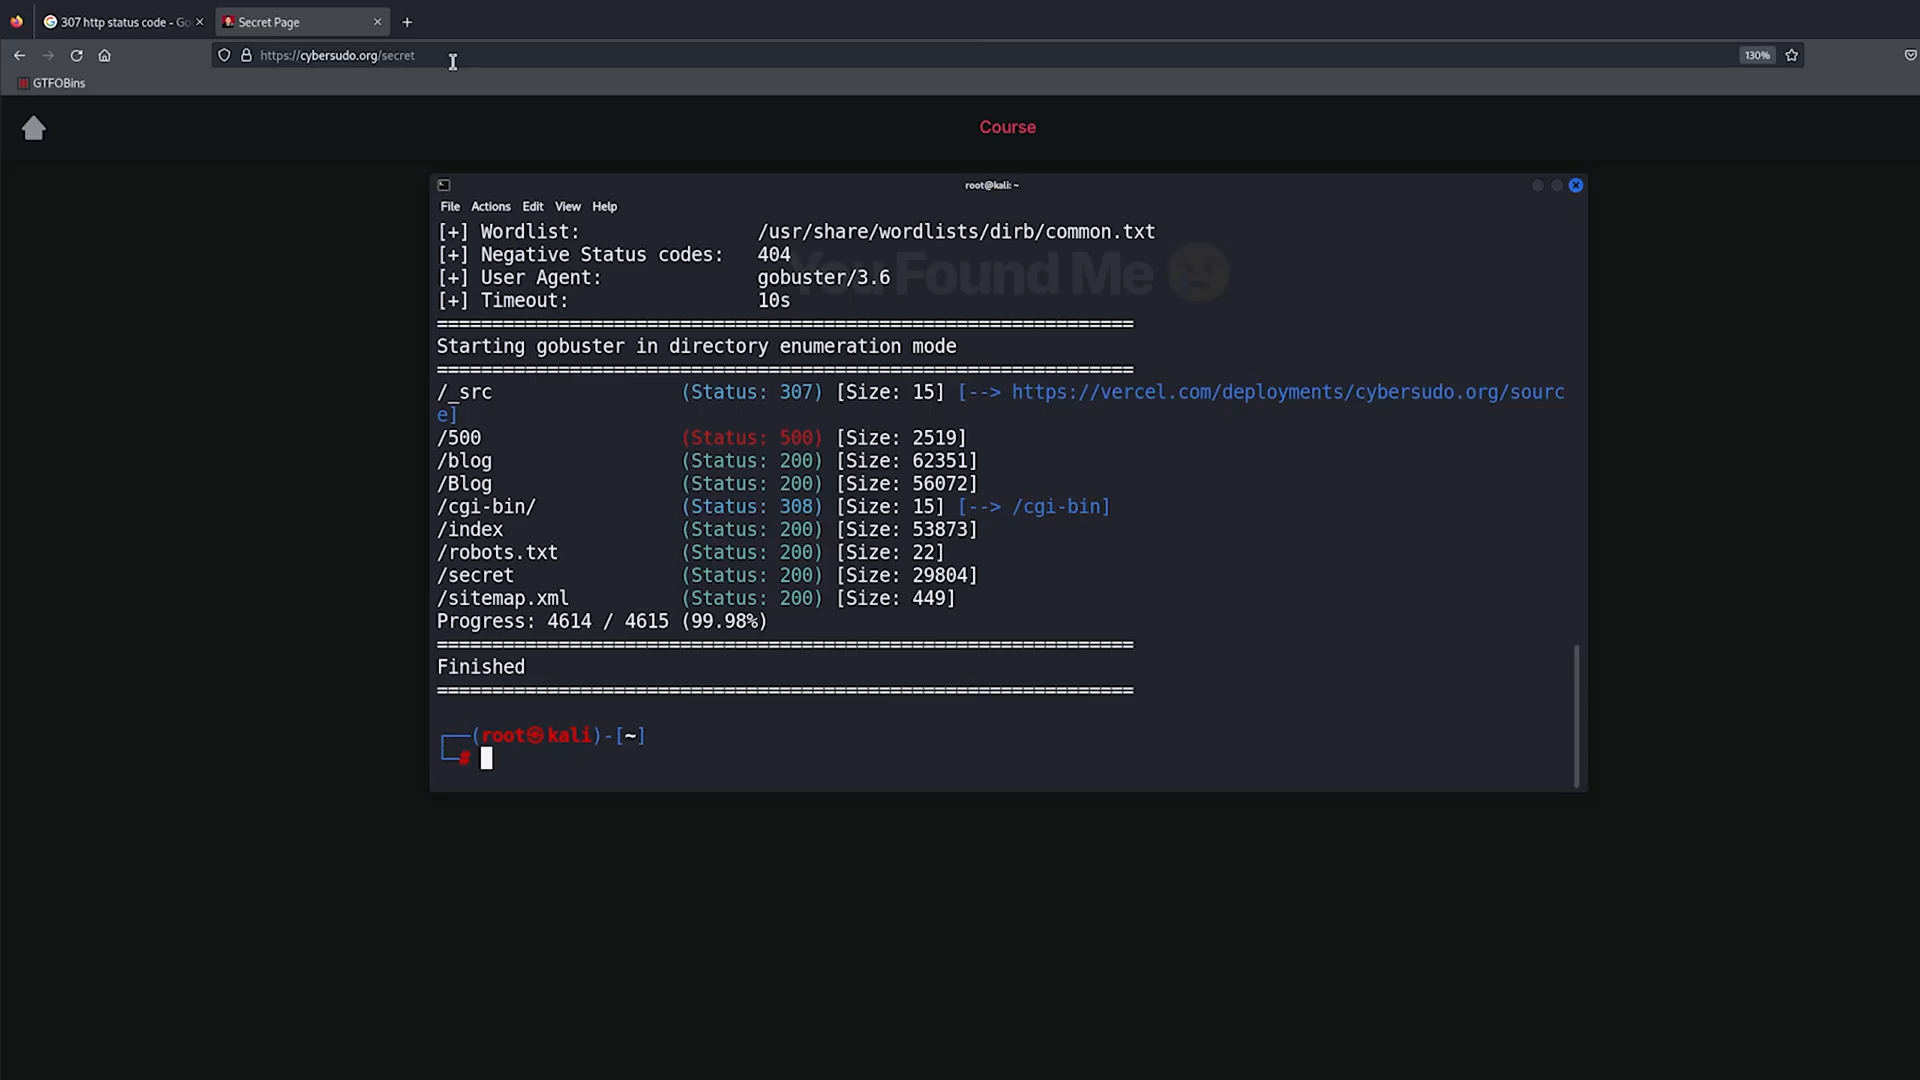 307 http status code - Go
Secret Page
https://cybersudo.org/secret
130%
GTFOBins
Course
root@kali: ~
File Actions Edit View Help
[+] Wordlist: /usr/share/wordlists/dirb/common.txt
[+] Negative Status codes: 404
You Found Me 😢
[+] User Agent: gobuster/3.6
[+] Timeout: 10s
===============================================================
Starting gobuster in directory enumeration mode
===============================================================
/_src (Status: 307) [Size: 15] [--> https://vercel.com/deployments/cybersudo.org/sourc
e]
/500 (Status: 500) [Size: 2519]
/blog (Status: 200) [Size: 62351]
/Blog (Status: 200) [Size: 56072]
/cgi-bin/ (Status: 308) [Size: 15] [--> /cgi-bin]
/index (Status: 200) [Size: 53873]
/robots.txt (Status: 200) [Size: 22]
/secret (Status: 200) [Size: 29804]
/sitemap.xml (Status: 200) [Size: 449]
Progress: 4614 / 4615 (99.98%)
===============================================================
Finished
===============================================================
┌──(root㉿kali)-[~]
└─#